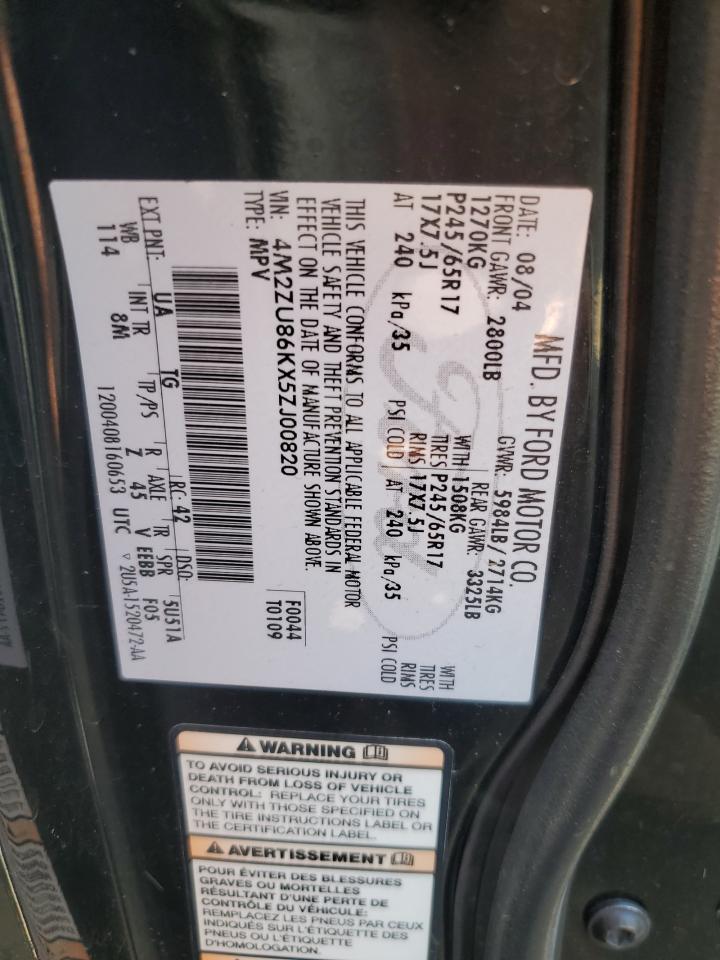 MFD. BY FORD MOTOR CO.
DATE: 08/04 GVWR: 5984LB / 2714KG
FRONT GAWR: 2800LB REAR GAWR: 3325LB
1270KG WITH 1508KG WITH
P245/65R17 TIRES P245/65R17 TIRES
17X7.5J RIMS 17X7.5J RIMS
AT 240 kPa/35 PSI COLD AT 240 kPa/35 PSI COLD
THIS VEHICLE CONFORMS TO ALL APPLICABLE FEDERAL MOTOR
VEHICLE SAFETY AND THEFT PREVENTION STANDARDS IN
EFFECT ON THE DATE OF MANUFACTURE SHOWN ABOVE.
VIN: 4M2ZU86KX5ZJ00820 F0044
TYPE: MPV T0109
EXT PNT: UA TG RC: 42 DSO: 5U51A
WB INT TR TP/PS R AXLE TR SPR F05
114 8M Z 45 V EEBB
1200408160653 UTC ▽ 2U5A-1520472-AA
⚠ WARNING
TO AVOID SERIOUS INJURY OR
DEATH FROM LOSS OF VEHICLE
CONTROL: REPLACE YOUR TIRES
ONLY WITH THOSE SPECIFIED ON
THE TIRE INSTRUCTIONS LABEL OR
THE CERTIFICATION LABEL.
⚠ AVERTISSEMENT
POUR ÉVITER DES BLESSURES
GRAVES OU MORTELLES
RÉSULTANT D'UNE PERTE DE
CONTRÔLE DU VÉHICULE:
REMPLACEZ LES PNEUS PAR CEUX
INDIQUÉS SUR L'ÉTIQUETTE DES
PNEUS OU L'ÉTIQUETTE
D'HOMOLOGATION.